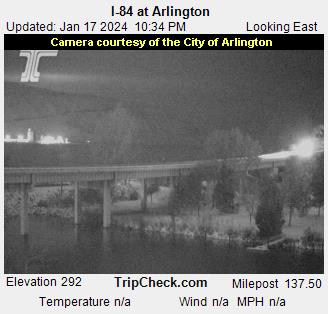 I-84 at Arlington
Updated: Jan 17 2024 10:34 PM Looking East
Camera courtesy of the City of Arlington
Elevation 292 TripCheck.com Milepost 137.50
Temperature n/a Wind n/a MPH n/a